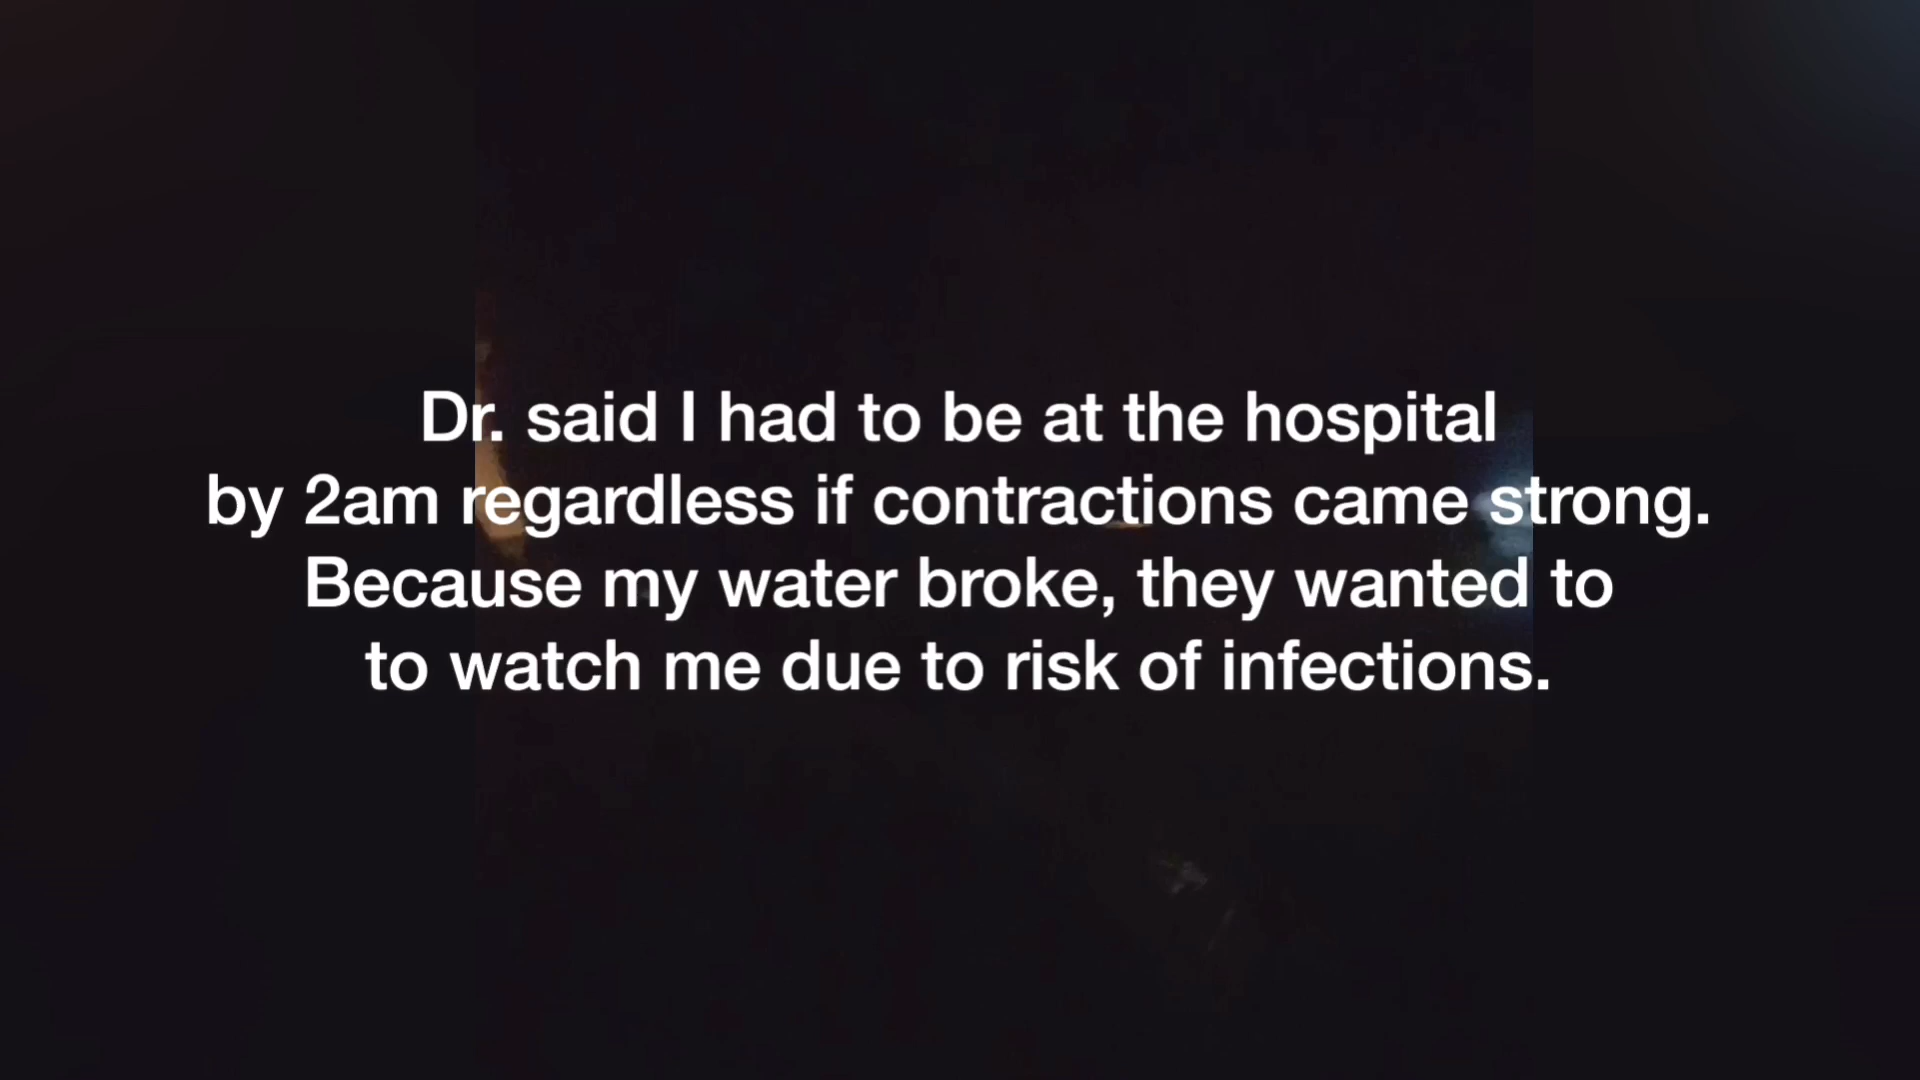 Dr. said I had to be at the hospital
by 2am regardless if contractions came strong.
Because my water broke, they wanted to
to watch me due to risk of infections.